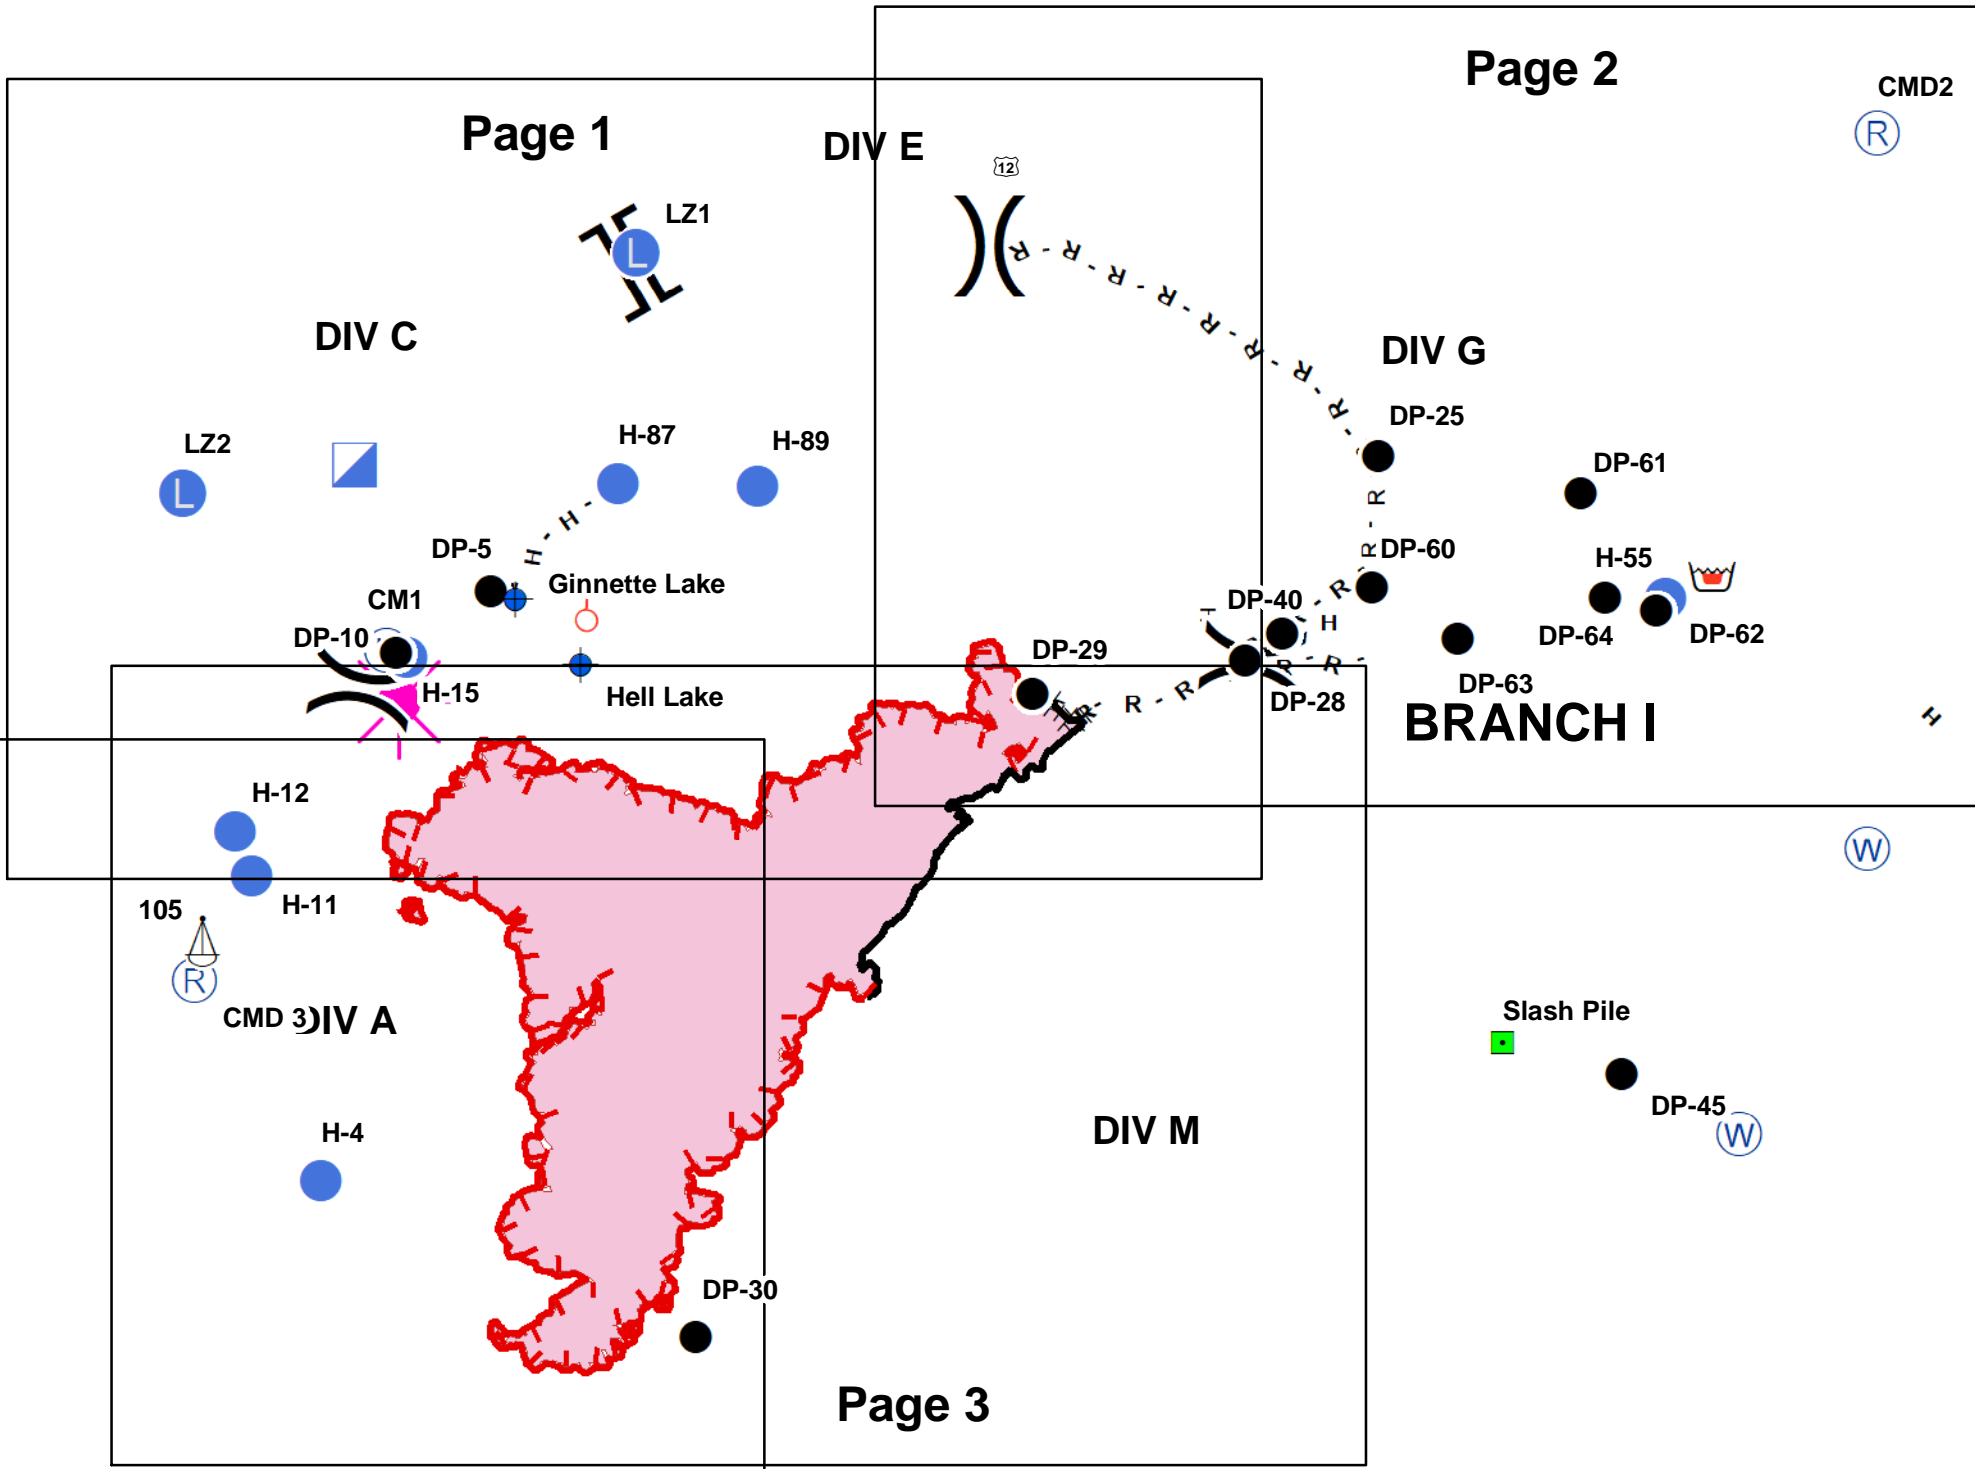 Page 2
CMD2
R
Page 1
DIV E
12
LZ1
L
R - R - R - R - R - R - R - R -
DIV C
DIV G
DP-25
LZ2
L
H-87
H-89
DP-61
R - R
H - H -
DP-5
DP-60
H-55
Ginnette Lake
CM1
DP-40
- R -
H
DP-10
DP-64
DP-62
DP-29
R - R -
H-15
Hell Lake
R - R - R
DP-28
DP-63
BRANCH I
H
H-12
W
H-11
105
R
CMD 3
DIV A
Slash Pile
DP-45
W
H-4
DIV M
DP-30
Page 3